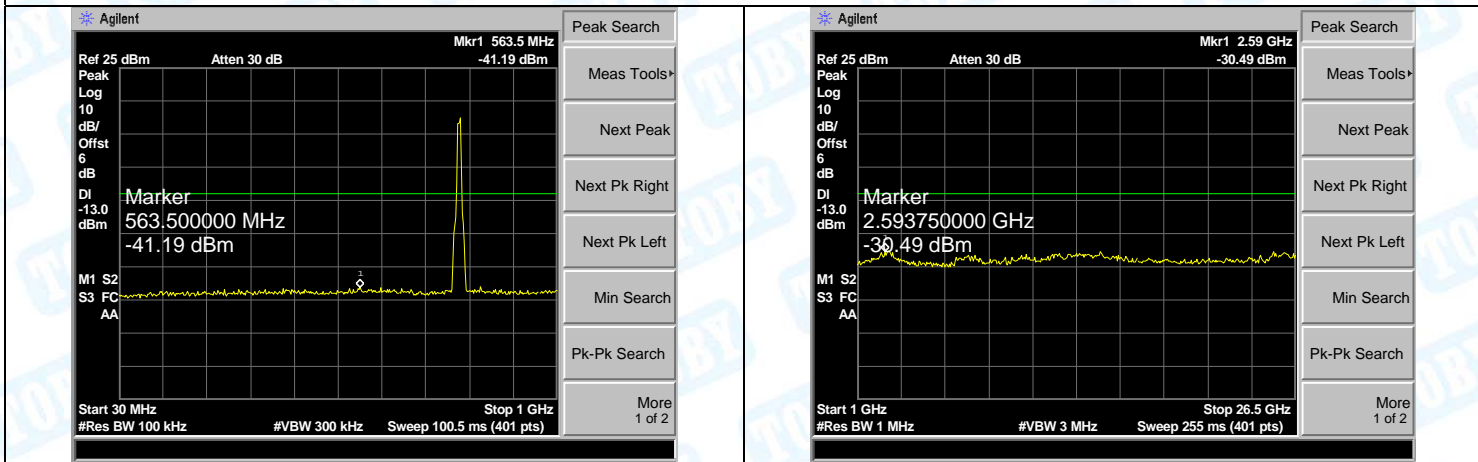 Agilent
Peak Search
Mkr1 563.5 MHz
Ref 25 dBm Atten 30 dB -41.19 dBm
Peak
Log
10
dB/
Offst
6
dB
DI
-13.0
dBm
Marker
563.500000 MHz
-41.19 dBm
1
M1 S2
S3 FC
AA
Start 30 MHz Stop 1 GHz
#Res BW 100 kHz #VBW 300 kHz Sweep 100.5 ms (401 pts)
Meas Tools
Next Peak
Next Pk Right
Next Pk Left
Min Search
Pk-Pk Search
More
1 of 2
Agilent
Peak Search
Mkr1 2.59 GHz
Ref 25 dBm Atten 30 dB -30.49 dBm
Peak
Log
10
dB/
Offst
6
dB
DI
-13.0
dBm
Marker
2.593750000 GHz
-30.49 dBm
1
M1 S2
S3 FC
AA
Start 1 GHz Stop 26.5 GHz
#Res BW 1 MHz #VBW 3 MHz Sweep 255 ms (401 pts)
Meas Tools
Next Peak
Next Pk Right
Next Pk Left
Min Search
Pk-Pk Search
More
1 of 2
TOBY